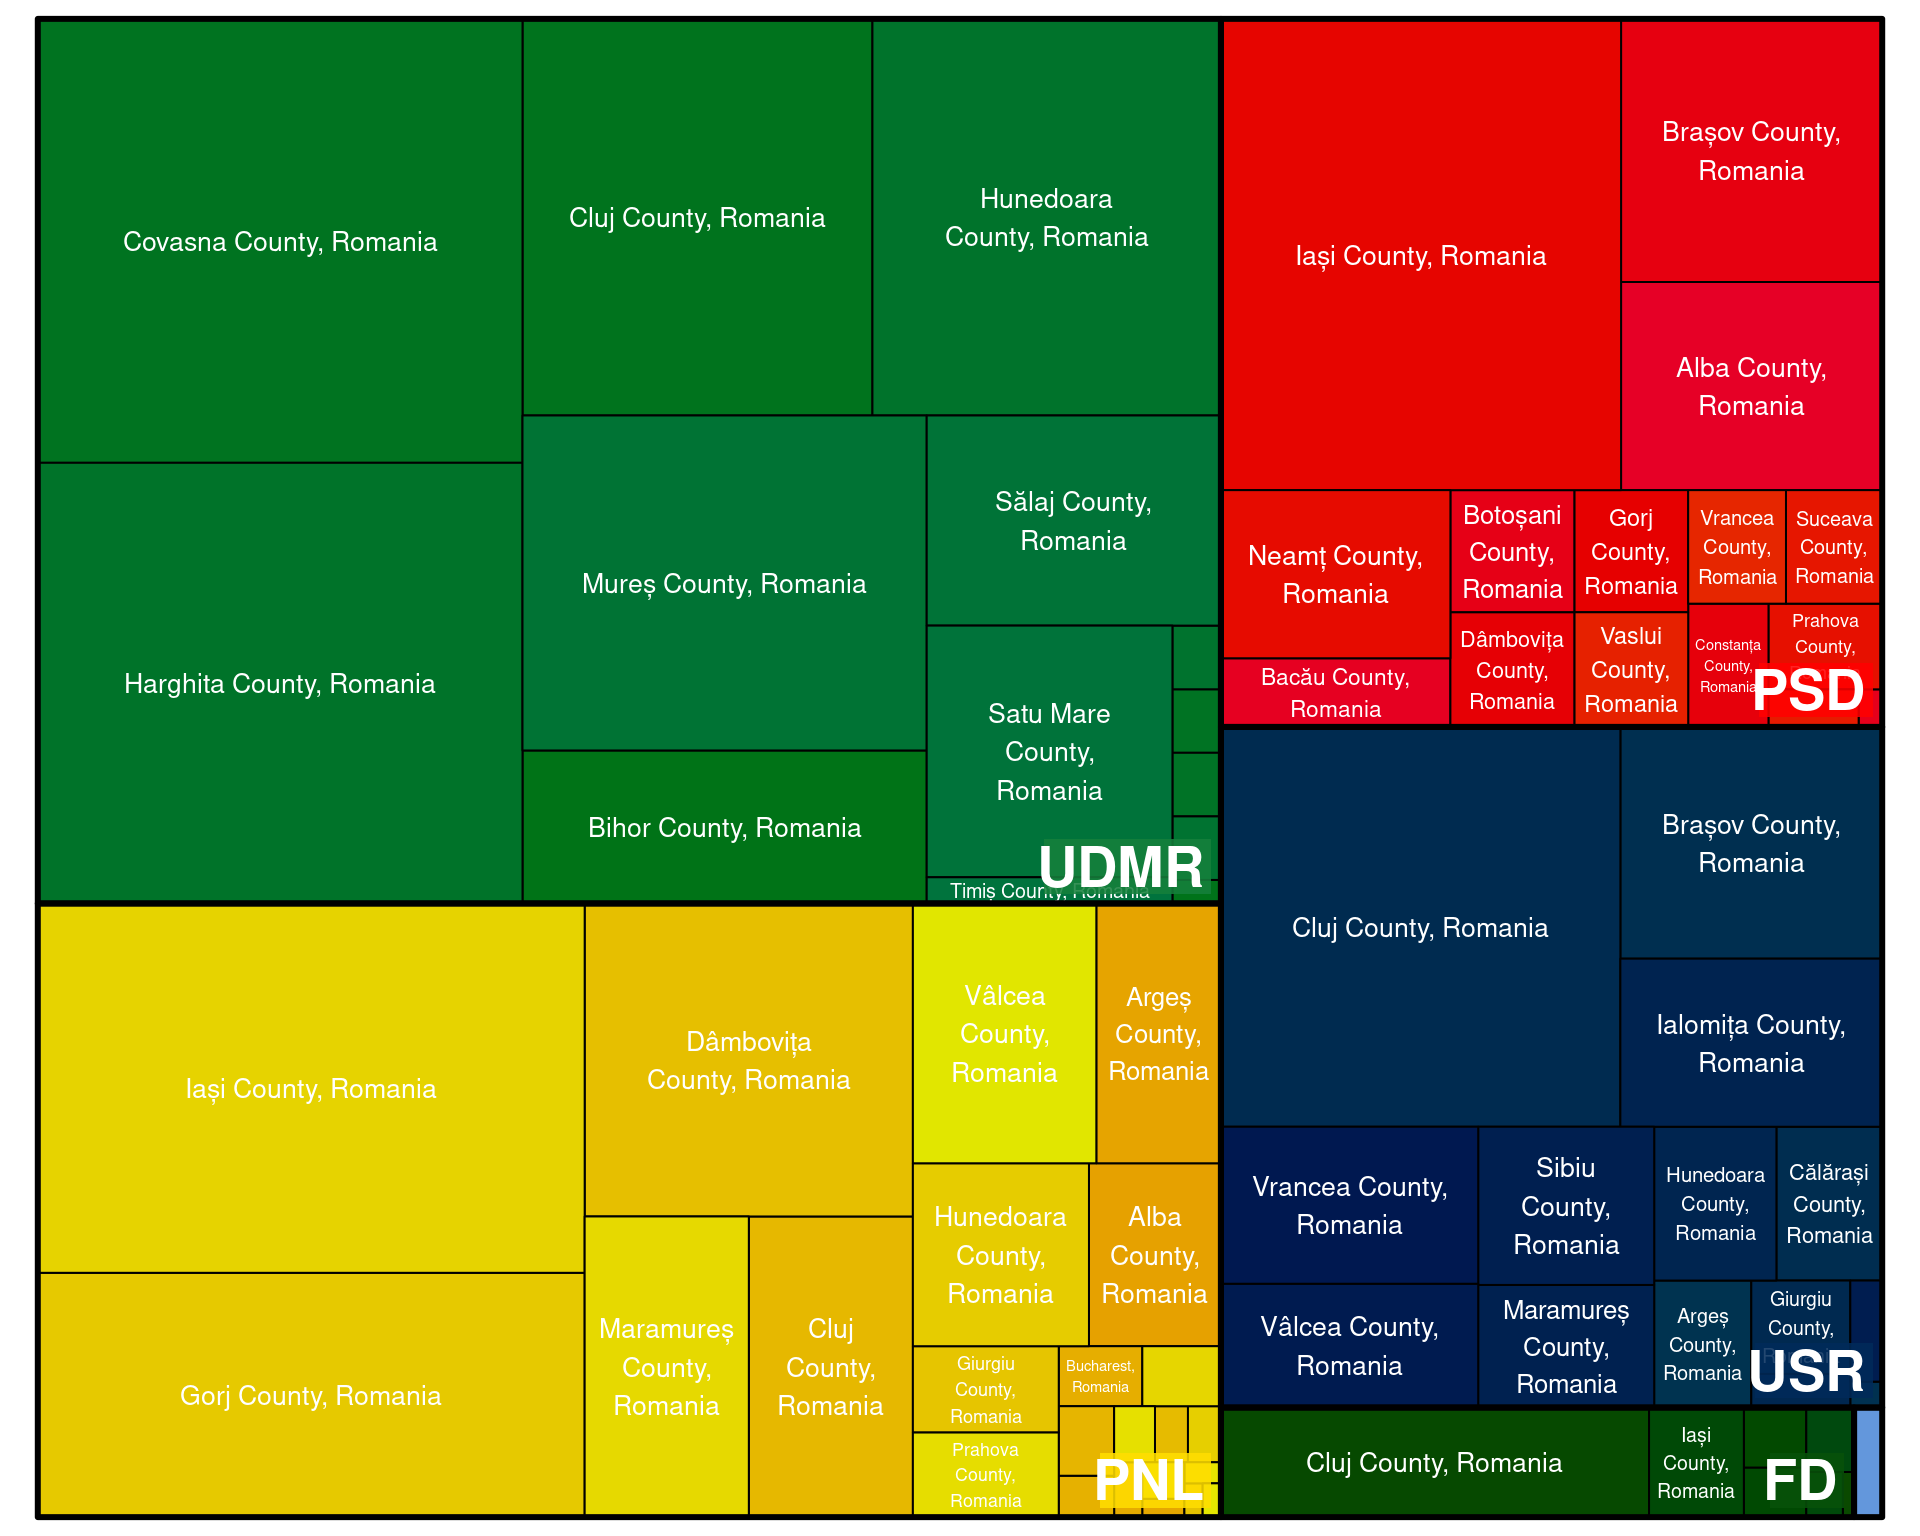 Covasna County, Romania
Cluj County, Romania
Hunedoara
County, Romania
Harghita County, Romania
Mureș County, Romania
Sălaj County,
Romania
Satu Mare
County,
Romania
Bihor County, Romania
Timiș County, Romania
UDMR
Iași County, Romania
Brașov County,
Romania
Alba County,
Romania
Neamț County,
Romania
Bacău County,
Romania
Botoșani
County,
Romania
Gorj
County,
Romania
Vrancea
County,
Romania
Suceava
County,
Romania
Dâmbovița
County,
Romania
Vaslui
County,
Romania
Constanța
County,
Romania
Prahova
County,
PSD
Iași County, Romania
Gorj County, Romania
Dâmbovița
County, Romania
Maramureș
County,
Romania
Cluj
County,
Romania
Vâlcea
County,
Romania
Argeș
County,
Romania
Hunedoara
County,
Romania
Alba
County,
Romania
Giurgiu
County,
Romania
Bucharest,
Romania
Prahova
County,
Romania
PNL
Cluj County, Romania
Brașov County,
Romania
Ialomița County,
Romania
Vrancea County,
Romania
Sibiu
County,
Romania
Hunedoara
County,
Romania
Călărași
County,
Romania
Vâlcea County,
Romania
Maramureș
County,
Romania
Argeș
County,
Romania
Giurgiu
County,
USR
Cluj County, Romania
Iași
County,
Romania
FD